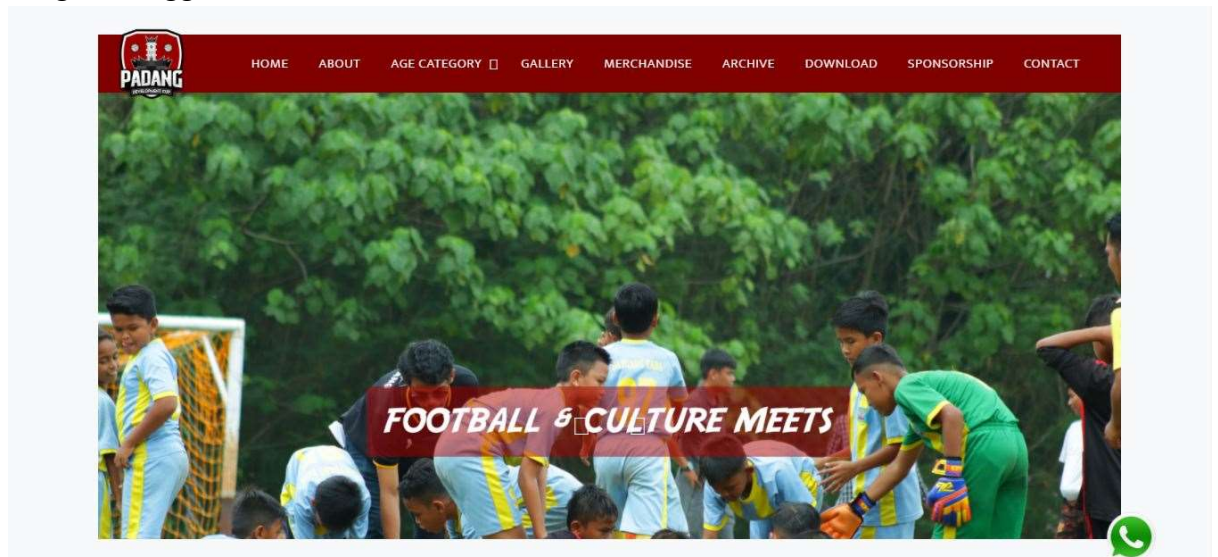 PADANG
HOME ABOUT AGE CATEGORY GALLERY MERCHANDISE ARCHIVE DOWNLOAD SPONSORSHIP CONTACT
FOOTBALL & CULTURE MEETS